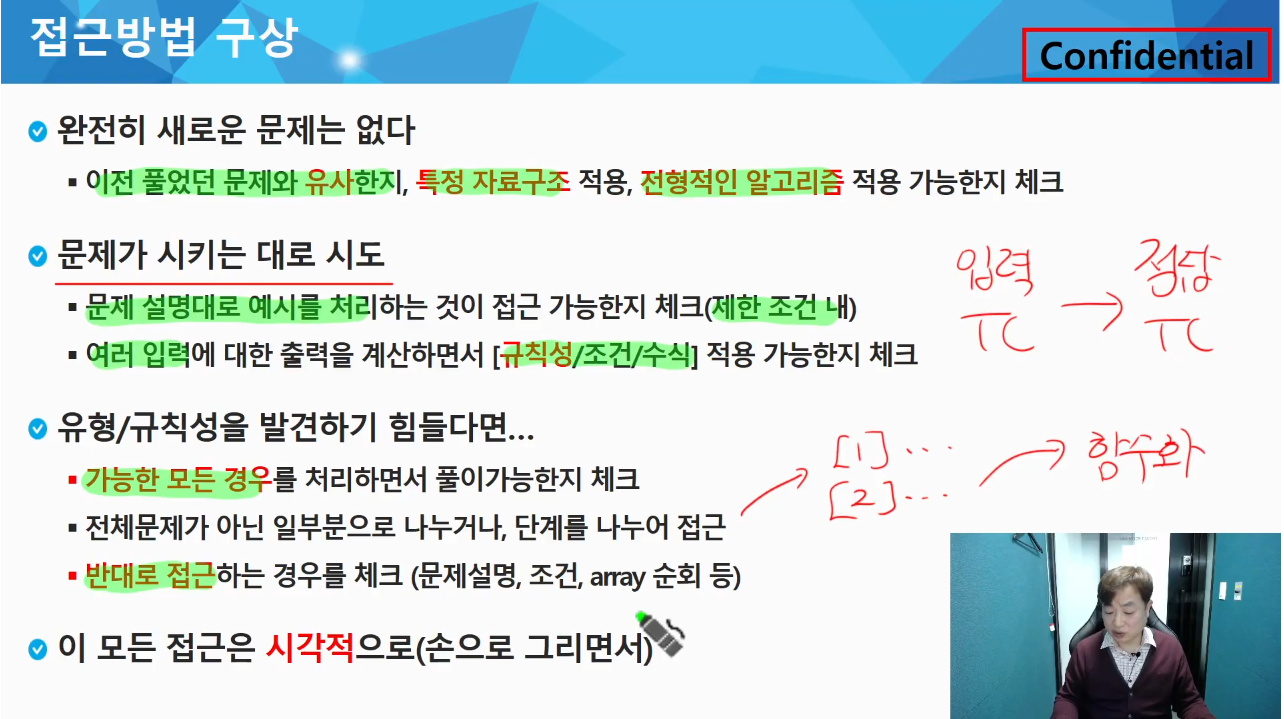 접근방법 구상
Confidential
완전히 새로운 문제는 없다
이전 풀었던 문제와 유사한지, 특정 자료구조 적용, 전형적인 알고리즘 적용 가능한지 체크
문제가 시키는 대로 시도
문제 설명대로 예시를 처리하는 것이 접근 가능한지 체크(제한 조건 내)
여러 입력에 대한 출력을 계산하면서 [규칙성/조건/수식] 적용 가능한지 체크
입력 → 정답
TC TC
유형/규칙성을 발견하기 힘들다면...
가능한 모든 경우를 처리하면서 풀이가능한지 체크
전체문제가 아닌 일부분으로 나누거나, 단계를 나누어 접근
반대로 접근하는 경우를 체크 (문제설명, 조건, array 순회 등)
[1] ...
[2] ...
함수화
이 모든 접근은 시각적으로(손으로 그리면서)